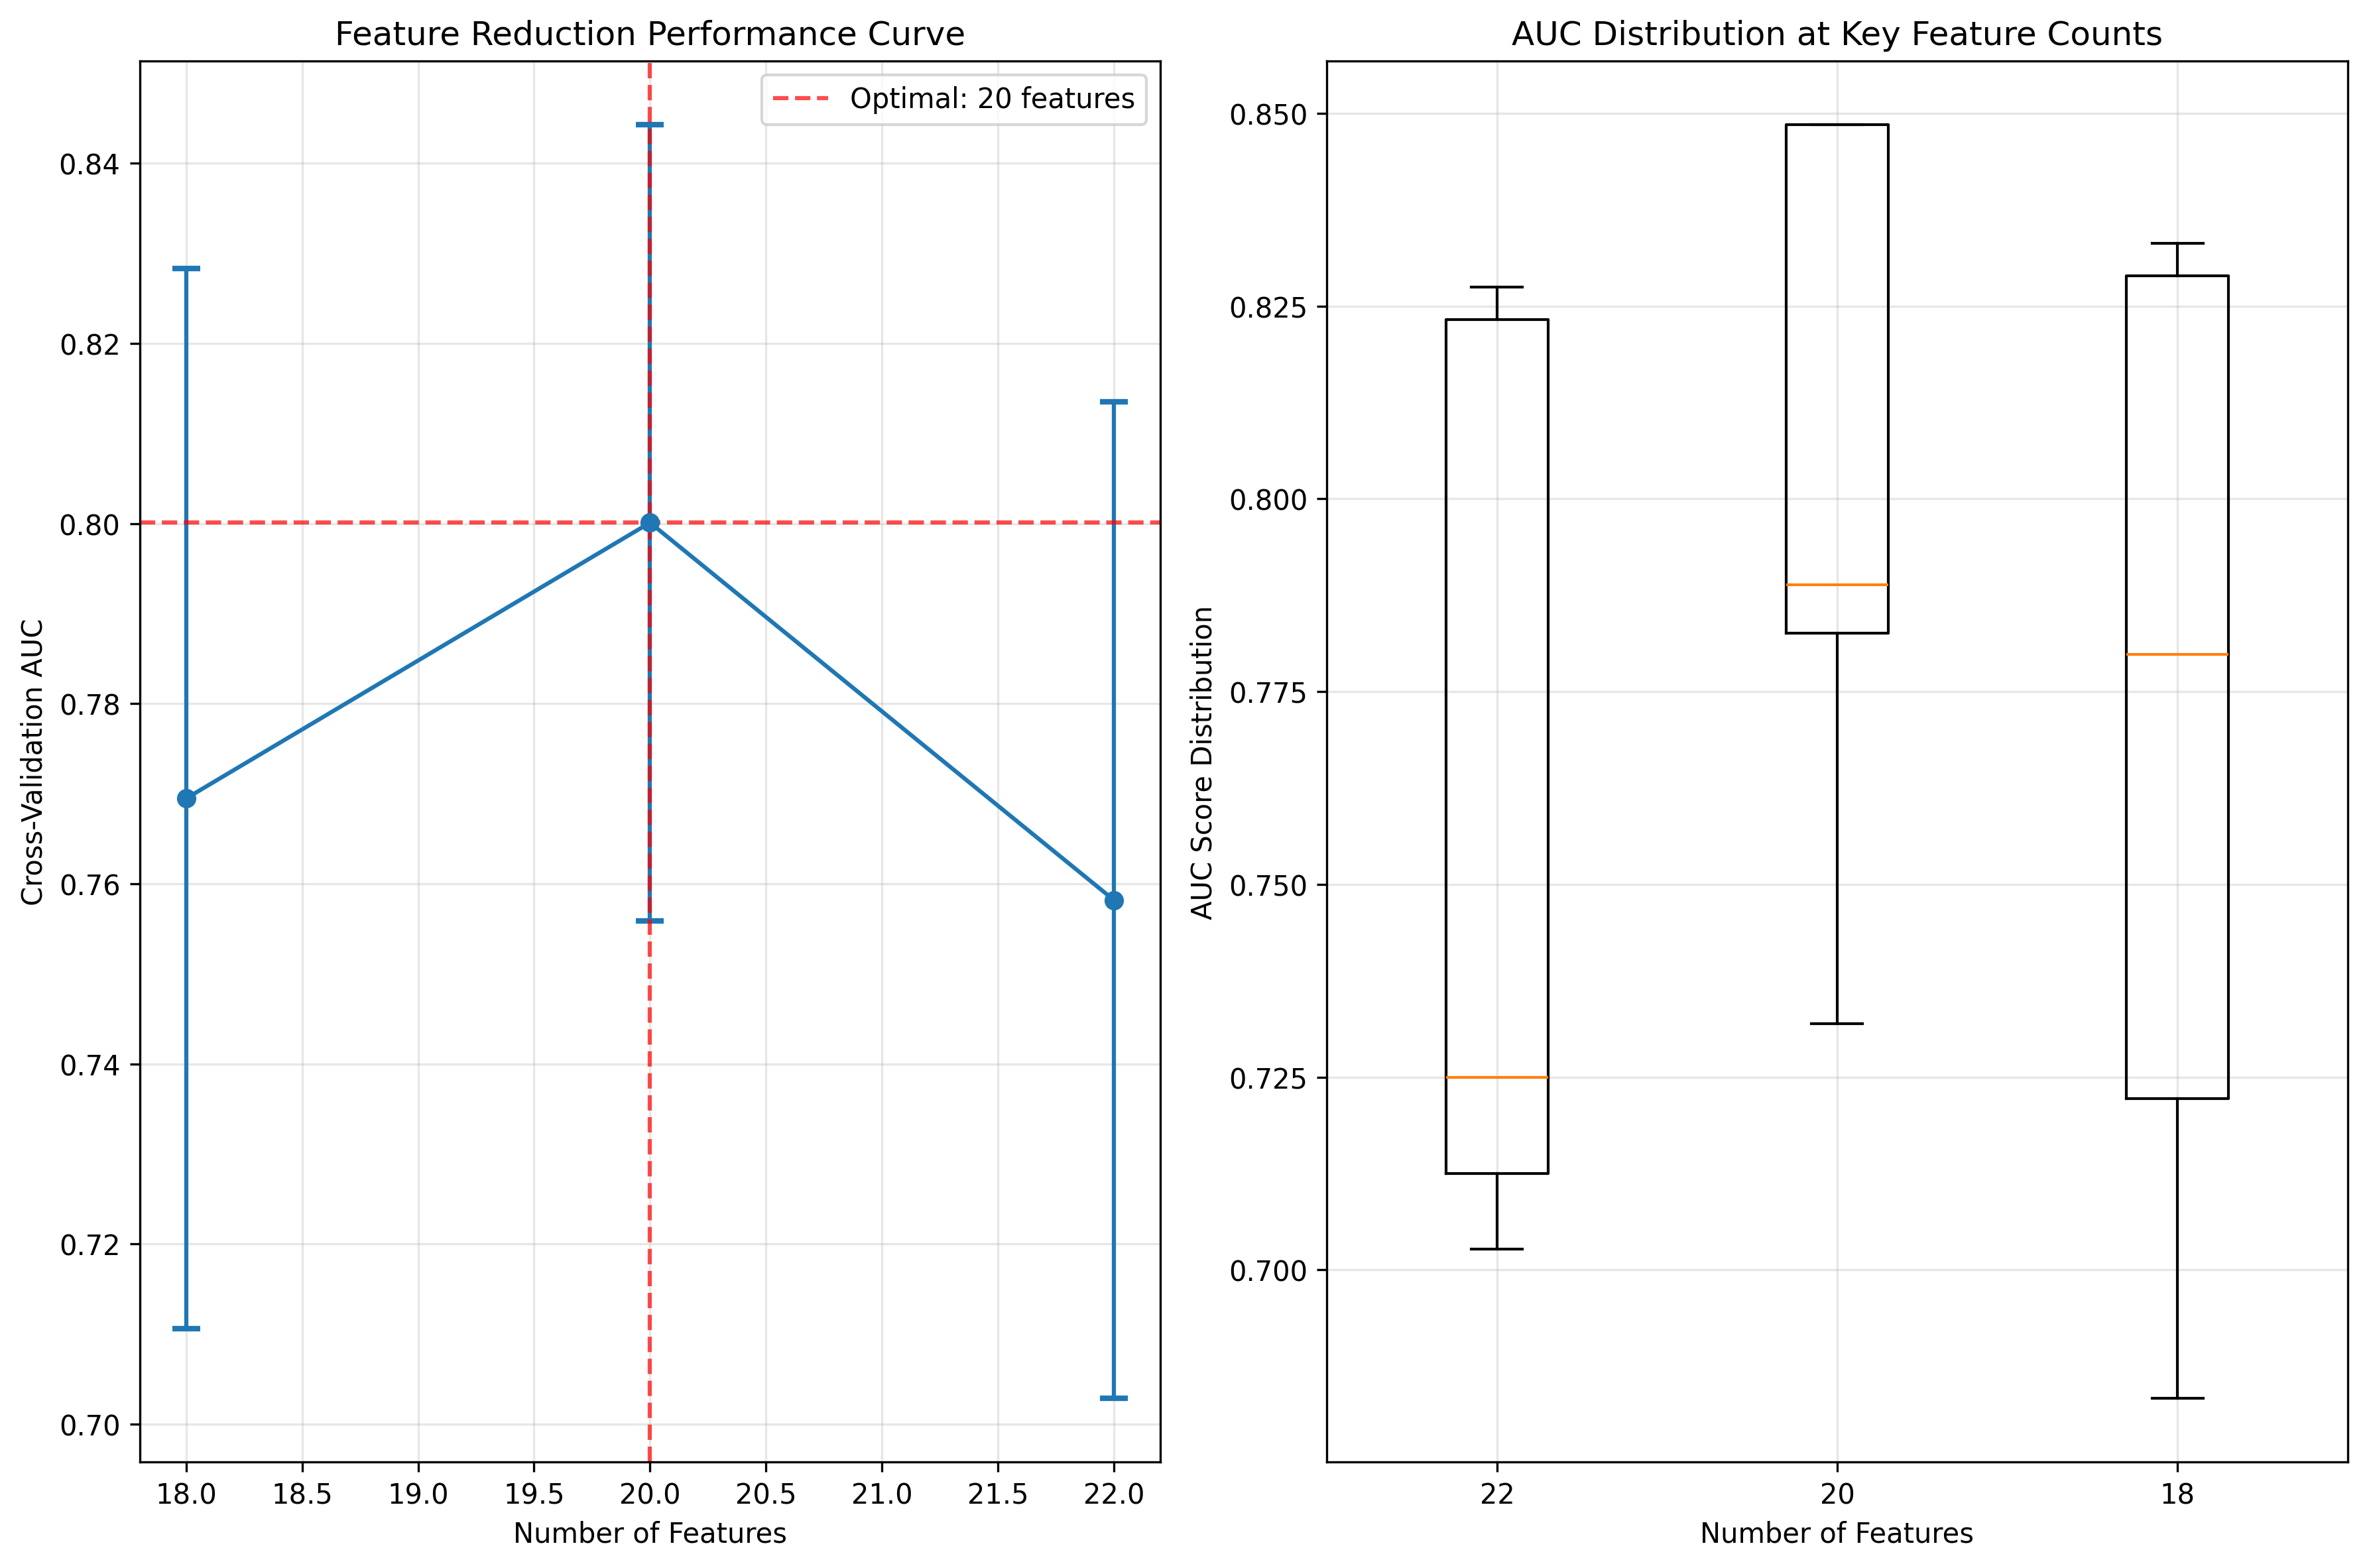 Feature Reduction Performance Curve
Optimal: 20 features
Cross-Validation AUC
0.84
0.82
0.80
0.78
0.76
0.74
0.72
0.70
18.0 18.5 19.0 19.5 20.0 20.5 21.0 21.5 22.0
Number of Features
AUC Distribution at Key Feature Counts
AUC Score Distribution
0.850
0.825
0.800
0.775
0.750
0.725
0.700
22 20 18
Number of Features